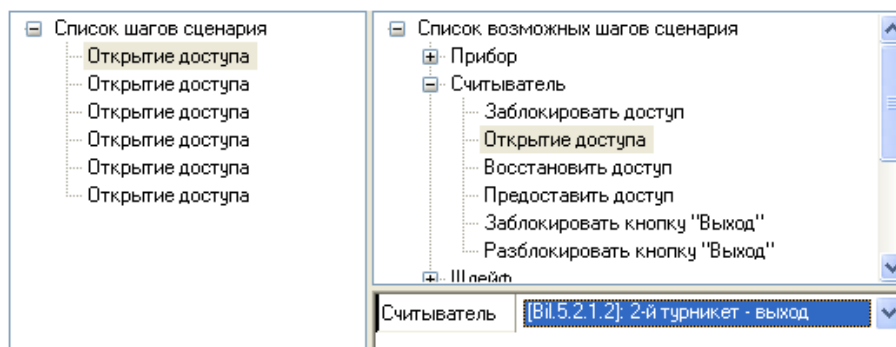 Список шагов сценария
Открытие доступа
Открытие доступа
Открытие доступа
Открытие доступа
Открытие доступа
Открытие доступа
Список возможных шагов сценария
Прибор
Считыватель
Заблокировать доступ
Открытие доступа
Восстановить доступ
Предоставить доступ
Заблокировать кнопку "Выход"
Разблокировать кнопку "Выход"
Шлейф
Считыватель [Bil.5.2.1.2]: 2-й турникет - выход